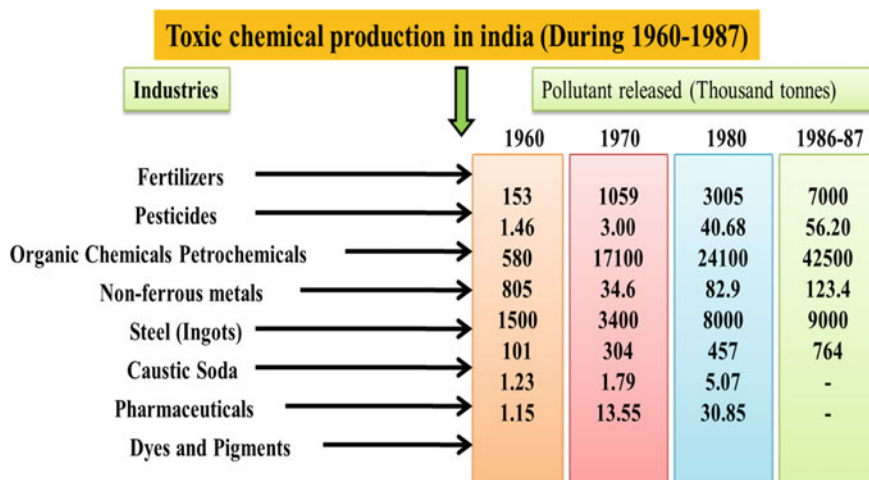 Toxic chemical production in india (During 1960-1987)
Industries
Pollutant released (Thousand tonnes)
1960 1970 1980 1986-87
Fertilizers
153 1059 3005 7000
Pesticides
1.46 3.00 40.68 56.20
Organic Chemicals Petrochemicals
580 17100 24100 42500
Non-ferrous metals
805 34.6 82.9 123.4
Steel (Ingots)
1500 3400 8000 9000
101 304 457 764
Caustic Soda
1.23 1.79 5.07 -
Pharmaceuticals
1.15 13.55 30.85 -
Dyes and Pigments